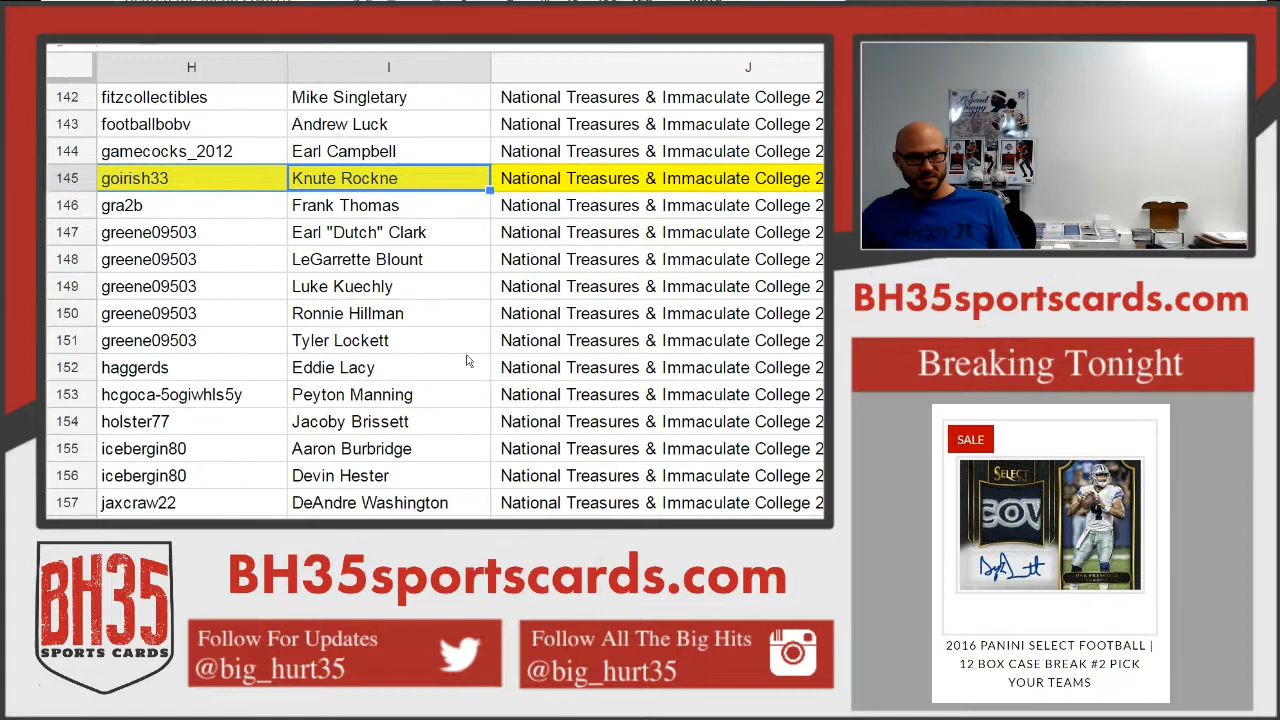 H I J
142 fitzcollectibles Mike Singletary National Treasures & Immaculate College 2
143 footballbobv Andrew Luck National Treasures & Immaculate College 2
144 gamecocks_2012 Earl Campbell National Treasures & Immaculate College 2
145 goirish33 Knute Rockne National Treasures & Immaculate College 2
146 gra2b Frank Thomas National Treasures & Immaculate College 2
147 greene09503 Earl "Dutch" Clark National Treasures & Immaculate College 2
148 greene09503 LeGarrette Blount National Treasures & Immaculate College 2
149 greene09503 Luke Kuechly National Treasures & Immaculate College 2
150 greene09503 Ronnie Hillman National Treasures & Immaculate College 2
151 greene09503 Tyler Lockett National Treasures & Immaculate College 2
152 haggerds Eddie Lacy National Treasures & Immaculate College 2
153 hcgoca-5ogiwhls5y Peyton Manning National Treasures & Immaculate College 2
154 holster77 Jacoby Brissett National Treasures & Immaculate College 2
155 icebergin80 Aaron Burbridge National Treasures & Immaculate College 2
156 icebergin80 Devin Hester National Treasures & Immaculate College 2
157 jaxcraw22 DeAndre Washington National Treasures & Immaculate College 2
BH35sportscards.com
Breaking Tonight
SALE
SELECT
COV
2016 PANINI SELECT FOOTBALL |
12 BOX CASE BREAK #2 PICK
YOUR TEAMS
BH35
SPORTS CARDS
BH35sportscards.com
Follow For Updates
@big_hurt35
Follow All The Big Hits
@big_hurt35